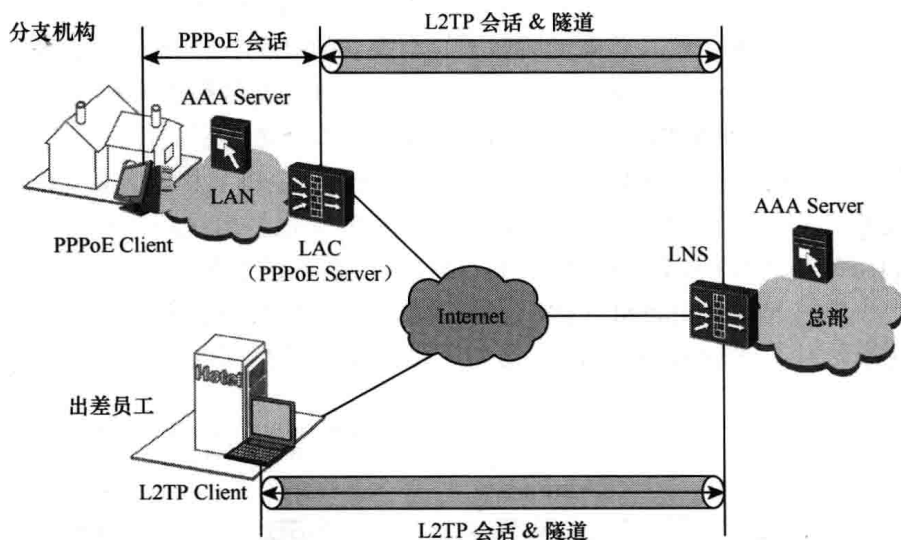 分支机构
PPPoE 会话
L2TP 会话 & 隧道
AAA Server
LAN
PPPoE Client
LAC
（PPPoE Server）
AAA Server
LNS
Internet
总部
Hotel
出差员工
L2TP Client
L2TP 会话 & 隧道